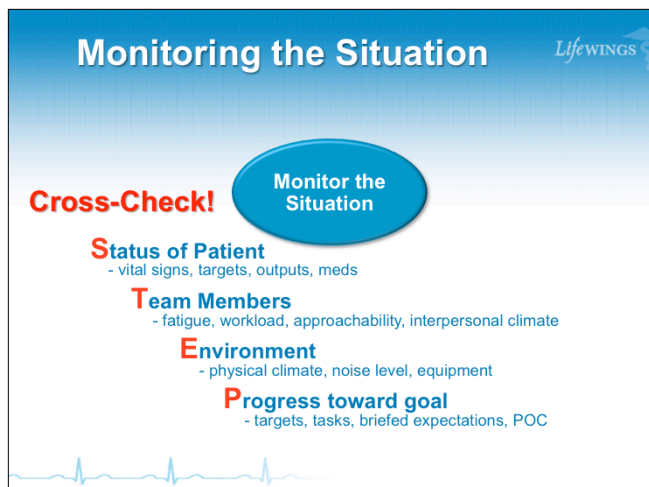 Monitoring the Situation
LifeWINGS
Monitor the
Situation
Cross-Check!
Status of Patient
- vital signs, targets, outputs, meds
Team Members
- fatigue, workload, approachability, interpersonal climate
Environment
- physical climate, noise level, equipment
Progress toward goal
- targets, tasks, briefed expectations, POC